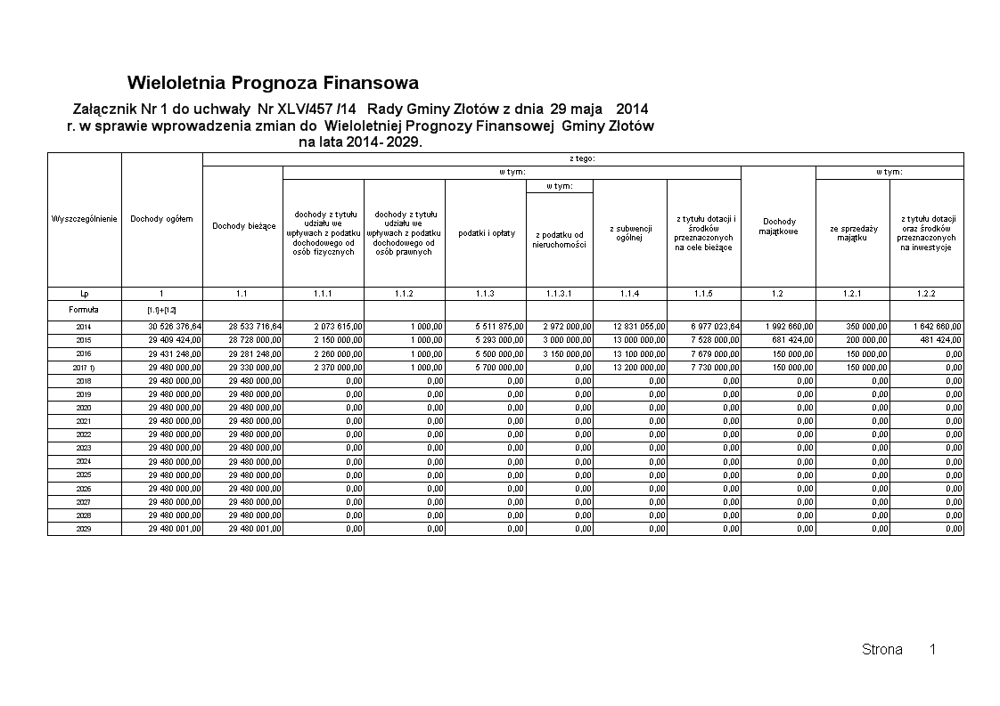 Wieloletnia Prognoza Finansowa
Załącznik Nr 1 do uchwały Nr XLV/457 /14 Rady Gminy Złotów z dnia 29 maja 2014
r. w sprawie wprowadzenia zmian do Wieloletniej Prognozy Finansowej Gminy Złotów
na lata 2014- 2029.
z tego:
w tym: w tym:
w tym:
Wyszczególnienie
Dochody ogółem
Dochody bieżące
dochody z tytułu
udziału we
wpływach z podatku
dochodowego od
osób fizycznych
dochody z tytułu
udziału we
wpływach z podatku
dochodowego od
osób prawnych
podatki i opłaty
z podatku od
nieruchomości
z subwencji
ogólnej
z tytułu dotacji i
środków
przeznaczonych
na cele bieżące
Dochody
majątkowe
ze sprzedaży
majątku
z tytułu dotacji
oraz środków
przeznaczonych
na inwestycje
Lp 1 1.1 1.1.1 1.1.2 1.1.3 1.1.3.1 1.1.4 1.1.5 1.2 1.2.1 1.2.2
Formuła [1.1]+[1.2]
2014 30 526 376,64 28 533 716,64 2 073 615,00 1 000,00 5 511 875,00 2 972 000,00 12 831 055,00 6 977 023,64 1 992 660,00 350 000,00 1 642 660,00
2015 29 409 424,00 28 728 000,00 2 150 000,00 1 000,00 5 293 000,00 3 000 000,00 13 000 000,00 7 528 000,00 681 424,00 200 000,00 481 424,00
2016 29 431 248,00 29 281 248,00 2 260 000,00 1 000,00 5 500 000,00 3 150 000,00 13 100 000,00 7 679 000,00 150 000,00 150 000,00 0,00
2017 1) 29 480 000,00 29 330 000,00 2 370 000,00 1 000,00 5 700 000,00 0,00 13 200 000,00 7 730 000,00 150 000,00 150 000,00 0,00
2018 29 480 000,00 29 480 000,00 0,00 0,00 0,00 0,00 0,00 0,00 0,00 0,00 0,00
2019 29 480 000,00 29 480 000,00 0,00 0,00 0,00 0,00 0,00 0,00 0,00 0,00 0,00
2020 29 480 000,00 29 480 000,00 0,00 0,00 0,00 0,00 0,00 0,00 0,00 0,00 0,00
2021 29 480 000,00 29 480 000,00 0,00 0,00 0,00 0,00 0,00 0,00 0,00 0,00 0,00
2022 29 480 000,00 29 480 000,00 0,00 0,00 0,00 0,00 0,00 0,00 0,00 0,00 0,00
2023 29 480 000,00 29 480 000,00 0,00 0,00 0,00 0,00 0,00 0,00 0,00 0,00 0,00
2024 29 480 000,00 29 480 000,00 0,00 0,00 0,00 0,00 0,00 0,00 0,00 0,00 0,00
2025 29 480 000,00 29 480 000,00 0,00 0,00 0,00 0,00 0,00 0,00 0,00 0,00 0,00
2026 29 480 000,00 29 480 000,00 0,00 0,00 0,00 0,00 0,00 0,00 0,00 0,00 0,00
2027 29 480 000,00 29 480 000,00 0,00 0,00 0,00 0,00 0,00 0,00 0,00 0,00 0,00
2028 29 480 000,00 29 480 000,00 0,00 0,00 0,00 0,00 0,00 0,00 0,00 0,00 0,00
2029 29 480 001,00 29 480 001,00 0,00 0,00 0,00 0,00 0,00 0,00 0,00 0,00 0,00
Strona 1